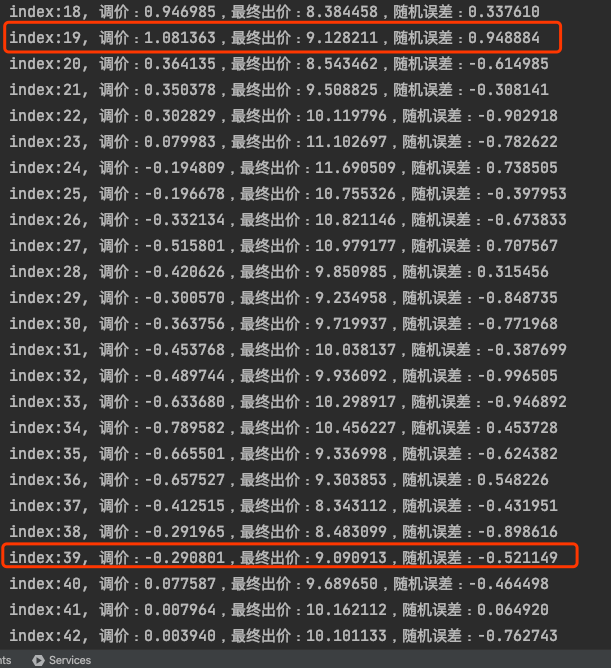 index:18, 调价:0.946985,最终出价:8.384458,随机误差:0.337610
index:19, 调价:1.081363,最终出价:9.128211,随机误差:0.948884
index:20, 调价:0.364135,最终出价:8.543462,随机误差:-0.614985
index:21, 调价:0.350378,最终出价:9.508825,随机误差:-0.308141
index:22, 调价:0.302829,最终出价:10.119796,随机误差:-0.902918
index:23, 调价:0.079983,最终出价:11.102697,随机误差:-0.782622
index:24, 调价:-0.194809,最终出价:11.690509,随机误差:0.738505
index:25, 调价:-0.196678,最终出价:10.755326,随机误差:-0.397953
index:26, 调价:-0.332134,最终出价:10.821146,随机误差:-0.673833
index:27, 调价:-0.515801,最终出价:10.979177,随机误差:0.707567
index:28, 调价:-0.420626,最终出价:9.850985,随机误差:0.315456
index:29, 调价:-0.300570,最终出价:9.234958,随机误差:-0.848735
index:30, 调价:-0.363756,最终出价:9.719937,随机误差:-0.771968
index:31, 调价:-0.453768,最终出价:10.038137,随机误差:-0.387699
index:32, 调价:-0.489744,最终出价:9.936092,随机误差:-0.996505
index:33, 调价:-0.633680,最终出价:10.298917,随机误差:-0.946892
index:34, 调价:-0.789582,最终出价:10.456227,随机误差:0.453728
index:35, 调价:-0.665501,最终出价:9.336998,随机误差:-0.624382
index:36, 调价:-0.657527,最终出价:9.303853,随机误差:0.548226
index:37, 调价:-0.412515,最终出价:8.343112,随机误差:-0.431951
index:38, 调价:-0.291965,最终出价:8.483099,随机误差:-0.898616
index:39, 调价:-0.290801,最终出价:9.090913,随机误差:-0.521149
index:40, 调价:0.077587,最终出价:9.689650,随机误差:-0.464498
index:41, 调价:0.007964,最终出价:10.162112,随机误差:0.064920
index:42, 调价:0.003940,最终出价:10.101133,随机误差:-0.762743
nts Services